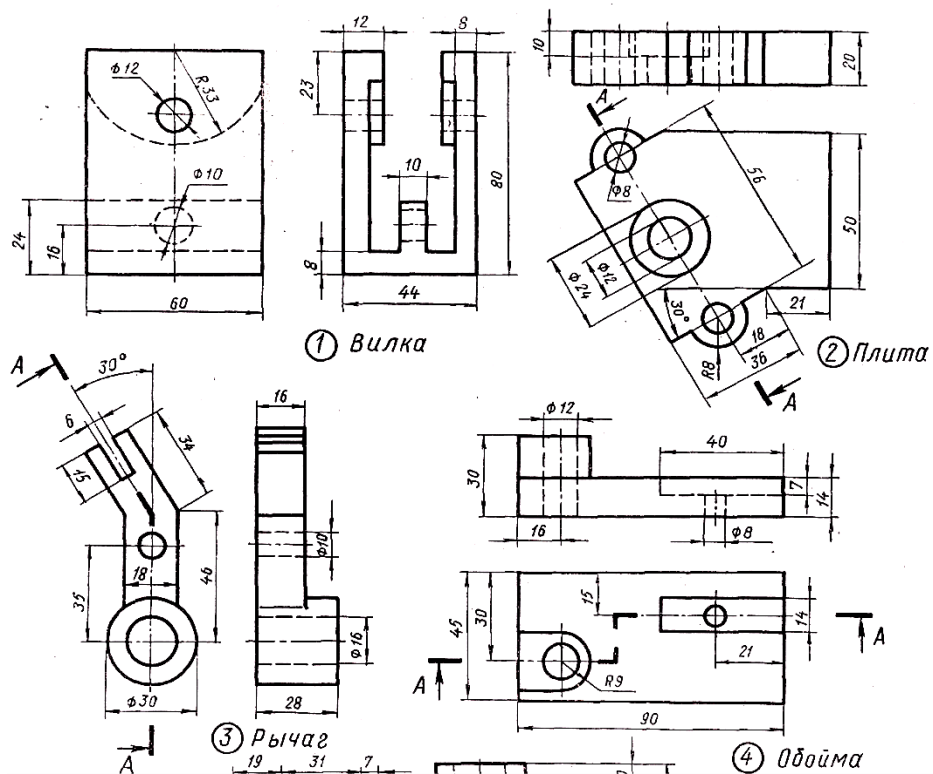 12
8
Ф12
R33
23
10
80
Ф10
24
16
8
60
44
① Вилка
10
20
А
Ф8
56
50
Ф12
Ф24
30°
21
18
36
R8
А
② Плита
А
30°
6
34
15
16
Ф10
18
46
35
Ф16
Ф30
28
А
③ Рычаг
Ф12
40
30
7
14
16
Ф8
45
30
15
14
А
А
21
R9
90
④ Обойма
19
31
7